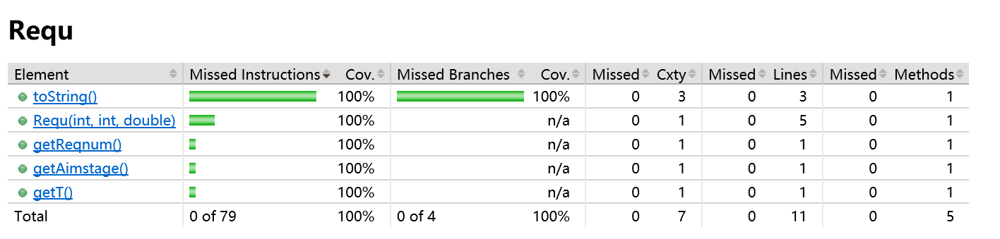 Requ
Element Missed Instructions Cov. Missed Branches Cov. Missed Cxty Missed Lines Missed Methods
toString() 100% 100% 0 3 0 3 0 1
Requ(int, int, double) 100% n/a 0 1 0 5 0 1
getReqnum() 100% n/a 0 1 0 1 0 1
getAimstage() 100% n/a 0 1 0 1 0 1
getT() 100% n/a 0 1 0 1 0 1
Total 0 of 79 100% 0 of 4 100% 0 7 0 11 0 5